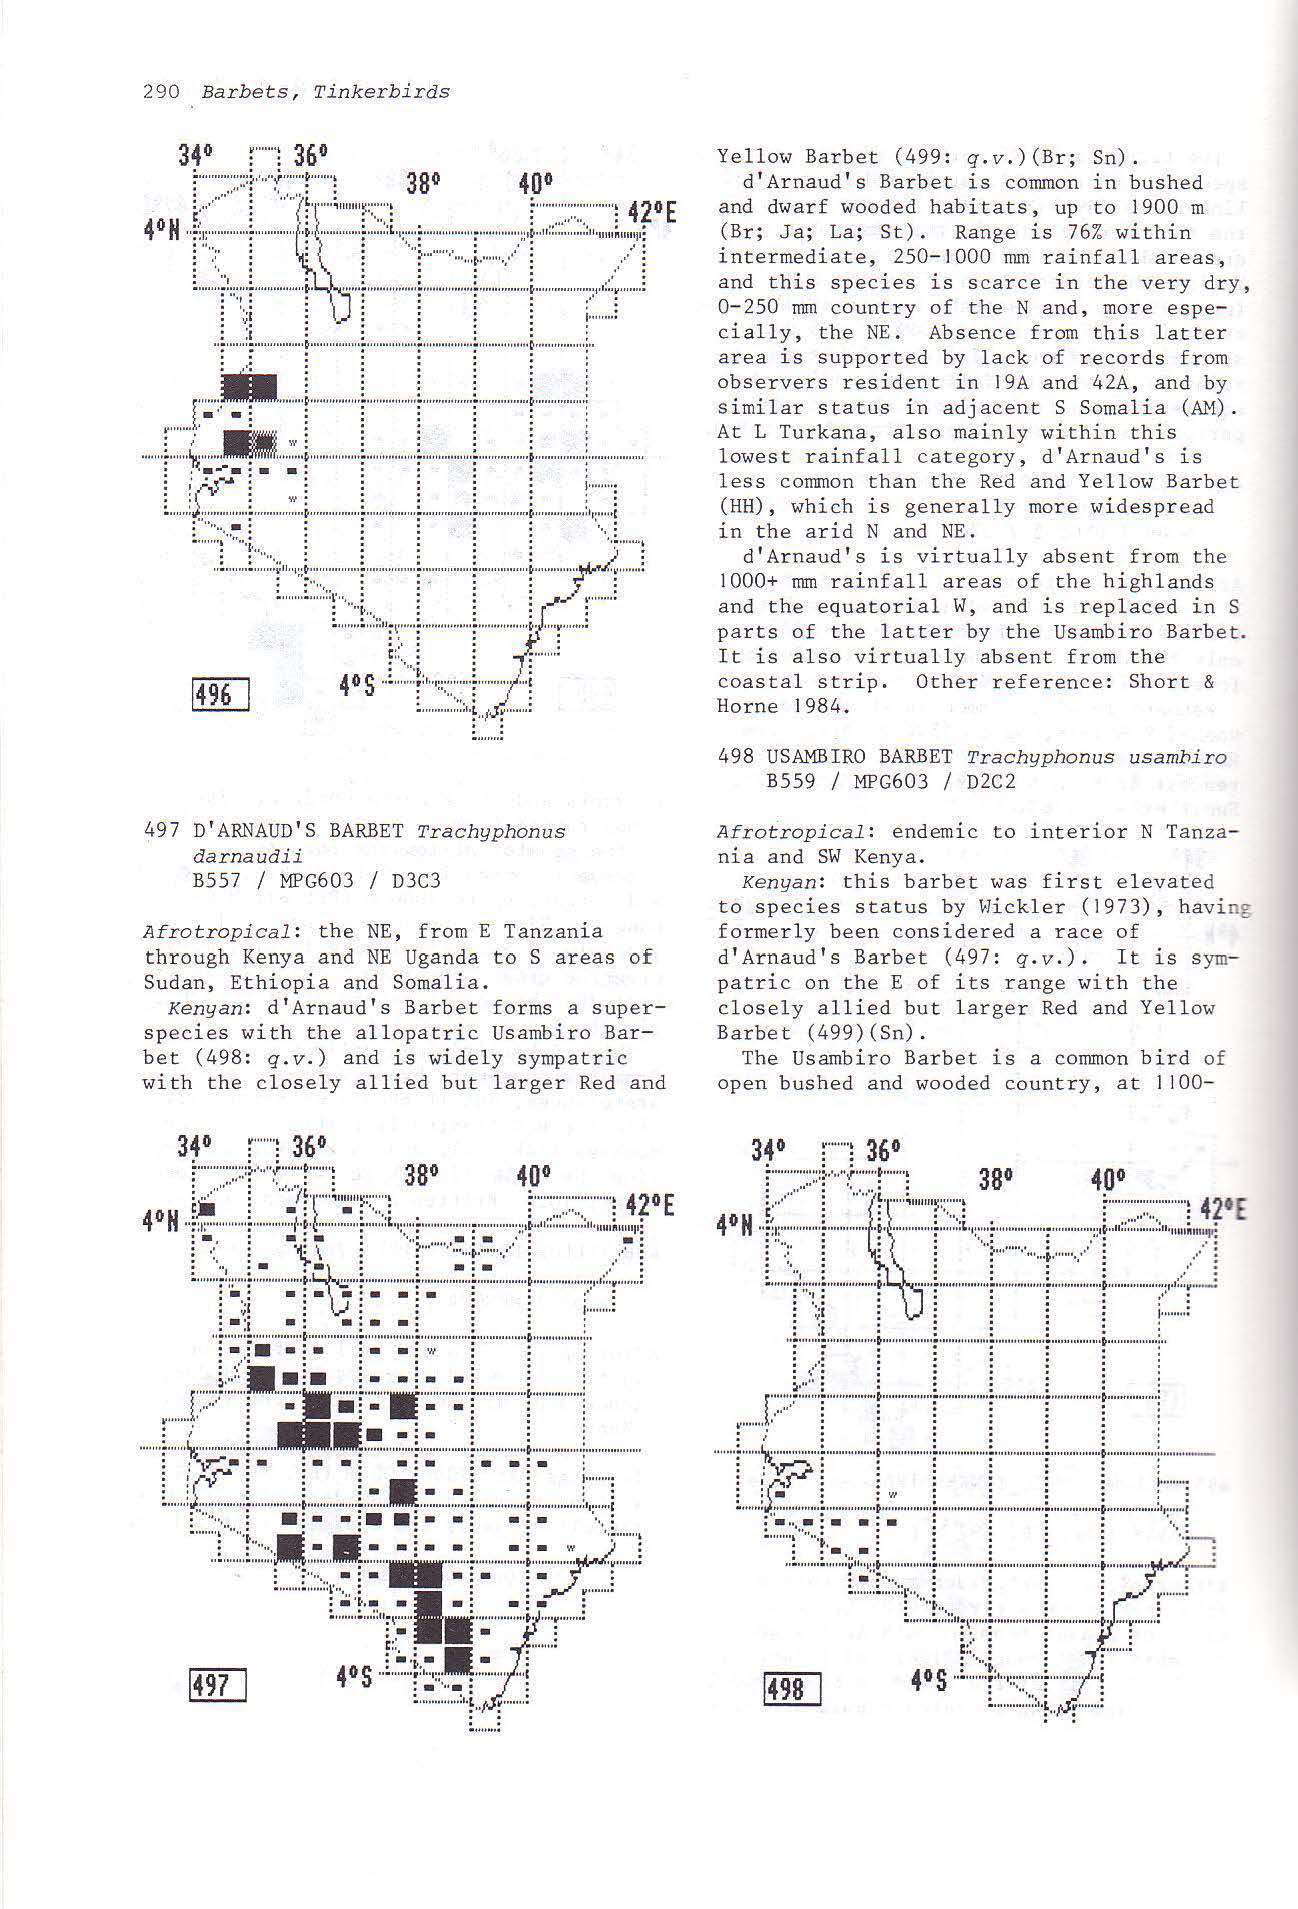 290 Barbets, Tinkerbirds
34° 36°
38° 40°
42°E
4°N
4°S
496
497 D'ARNAUD'S BARBET Trachyphonus
darnaudii
B557 / MPG603 / D3C3
Afrotropical: the NE, from E Tanzania
through Kenya and NE Uganda to S areas of
Sudan, Ethiopia and Somalia.
Kenyan: d'Arnaud's Barbet forms a super-
species with the allopatric Usambiro Bar-
bet (498: q.v.) and is widely sympatric
with the closely allied but larger Red and
34° 36°
38° 40°
42°E
4°N
4°S
497
Yellow Barbet (499: q.v.)(Br; Sn).
d'Arnaud's Barbet is common in bushed
and dwarf wooded habitats, up to 1900 m
(Br; Ja; La; St). Range is 76% within
intermediate, 250-1000 mm rainfall areas,
and this species is scarce in the very dry,
0-250 mm country of the N and, more espe-
cially, the NE. Absence from this latter
area is supported by lack of records from
observers resident in 19A and 42A, and by
similar status in adjacent S Somalia (AM).
At L Turkana, also mainly within this
lowest rainfall category, d'Arnaud's is
less common than the Red and Yellow Barbet
(HH), which is generally more widespread
in the arid N and NE.
d'Arnaud's is virtually absent from the
1000+ mm rainfall areas of the highlands
and the equatorial W, and is replaced in S
parts of the latter by the Usambiro Barbet.
It is also virtually absent from the
coastal strip. Other reference: Short &
Horne 1984.
498 USAMBIRO BARBET Trachyphonus usambiro
B559 / MPG603 / D2C2
Afrotropical: endemic to interior N Tanza-
nia and SW Kenya.
Kenyan: this barbet was first elevated
to species status by Wickler (1973), having
formerly been considered a race of
d'Arnaud's Barbet (497: q.v.). It is sym-
patric on the E of its range with the
closely allied but larger Red and Yellow
Barbet (499)(Sn).
The Usambiro Barbet is a common bird of
open bushed and wooded country, at 1100-
34° 36°
38° 40°
42°E
4°N
4°S
498